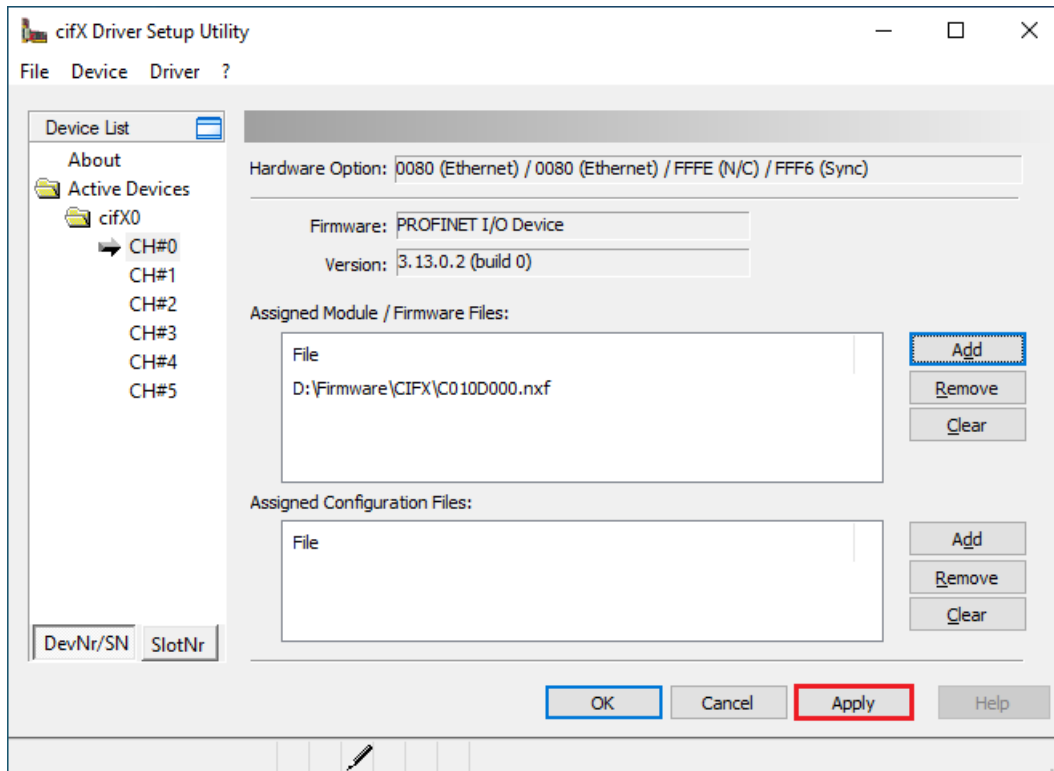 cifX Driver Setup Utility
File Device Driver ?
Device List
About
Active Devices
cifX0
CH#0
CH#1
CH#2
CH#3
CH#4
CH#5
DevNr/SN SlotNr
Hardware Option: 0080 (Ethernet) / 0080 (Ethernet) / FFFE (N/C) / FFF6 (Sync)
Firmware: PROFINET I/O Device
Version: 3.13.0.2 (build 0)
Assigned Module / Firmware Files:
File
D:\Firmware\CIFX\C010D000.nxf
Add
Remove
Clear
Assigned Configuration Files:
File
Add
Remove
Clear
OK Cancel Apply Help